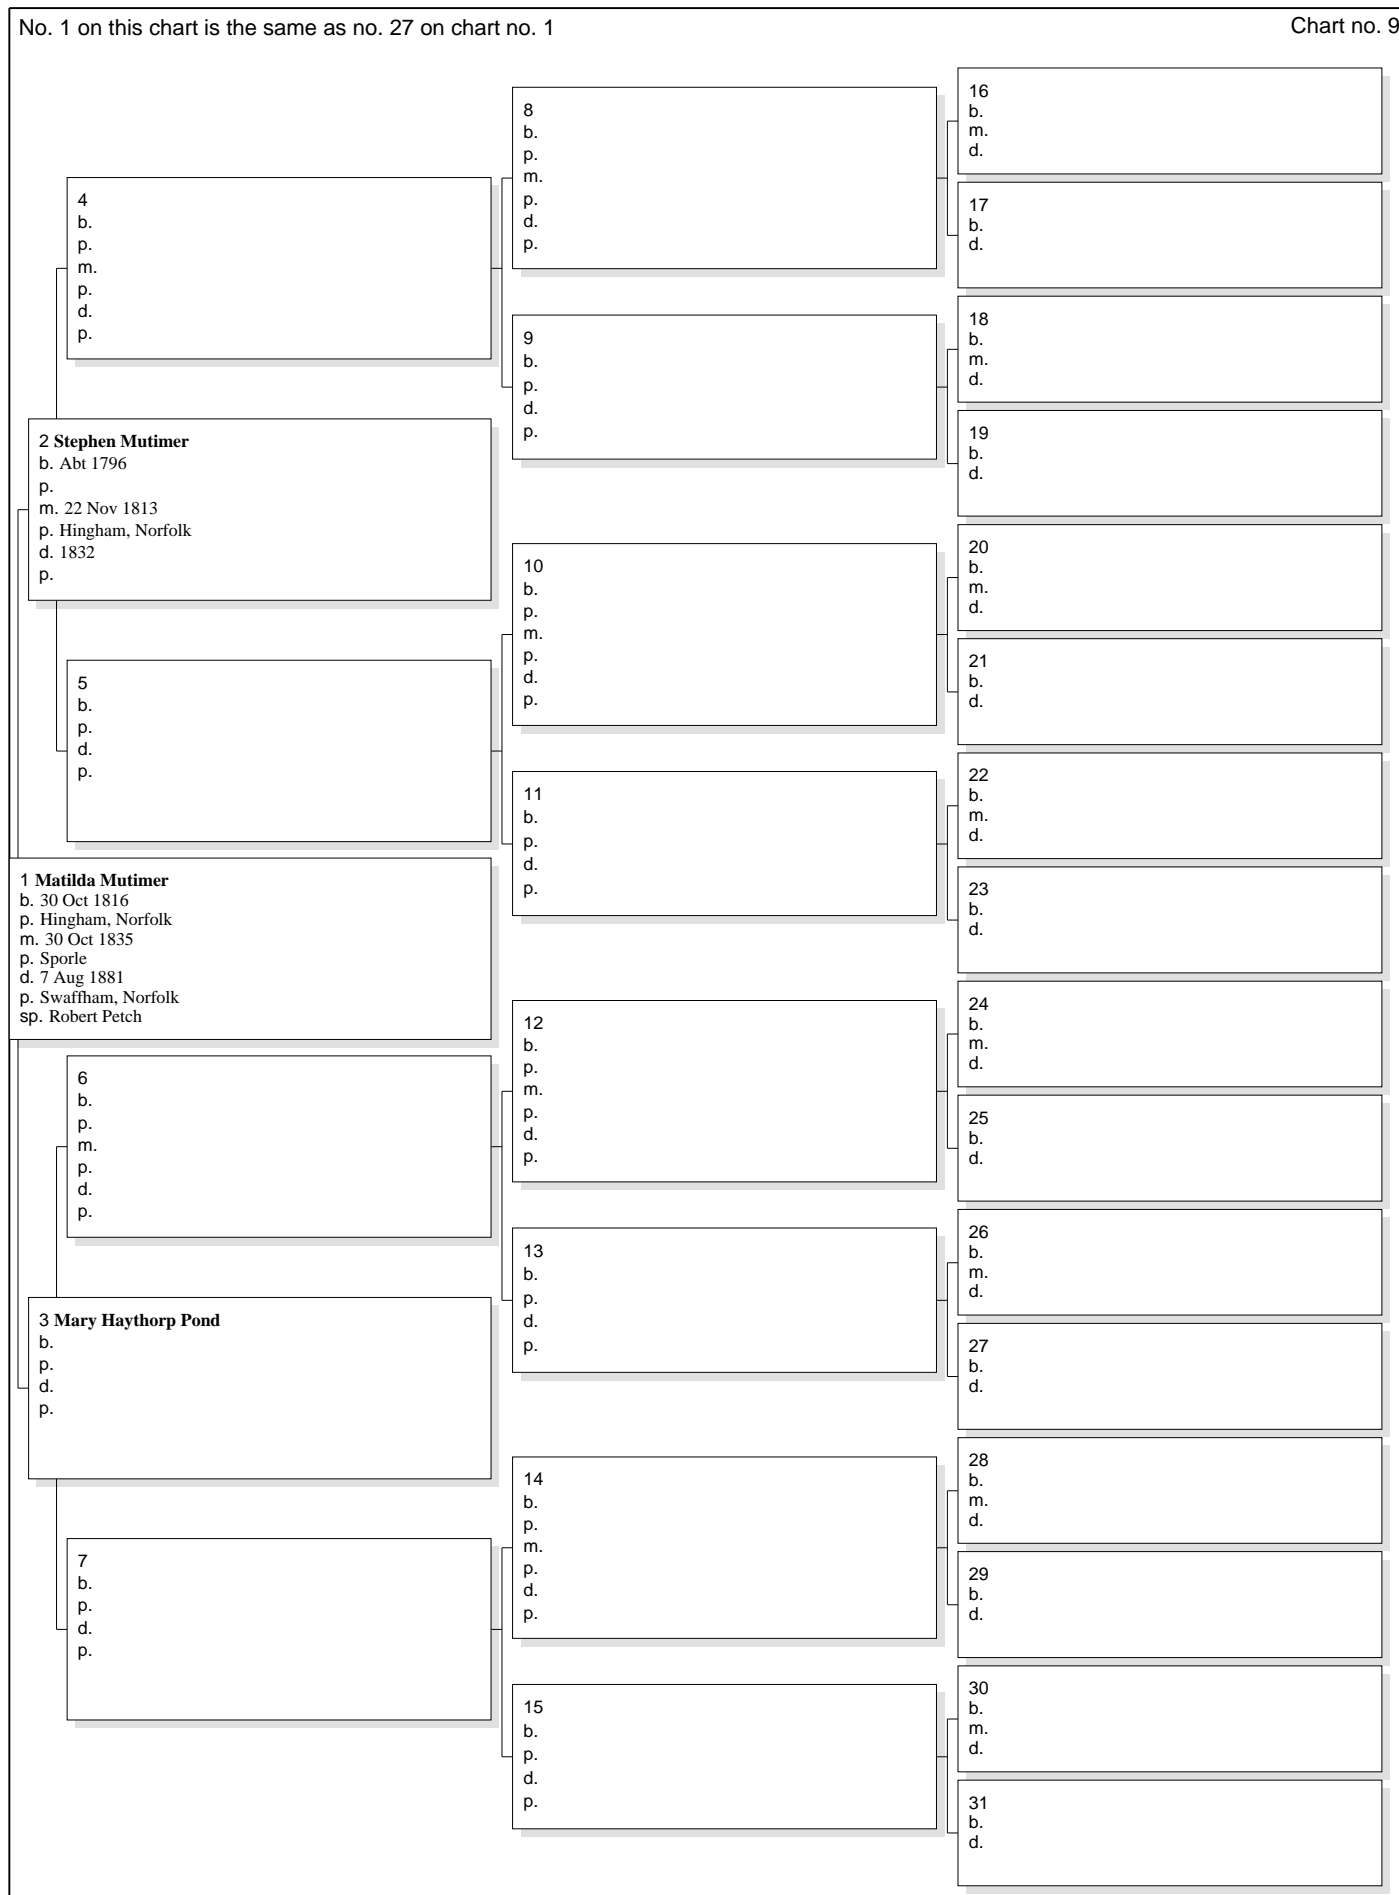 No. 1 on this chart is the same as no. 27 on chart no. 1
Chart no. 9
1 Matilda Mutimer
b. 30 Oct 1816
p. Hingham, Norfolk
m. 30 Oct 1835
p. Sporle
d. 7 Aug 1881
p. Swaffham, Norfolk
sp. Robert Petch
2 Stephen Mutimer
b. Abt 1796
p.
m. 22 Nov 1813
p. Hingham, Norfolk
d. 1832
p.
3 Mary Haythorp Pond
b.
p.
d.
p.
4
b.
p.
m.
p.
d.
p.
5
b.
p.
d.
p.
6
b.
p.
m.
p.
d.
p.
7
b.
p.
d.
p.
8
b.
p.
m.
p.
d.
p.
9
b.
p.
d.
p.
10
b.
p.
m.
p.
d.
p.
11
b.
p.
d.
p.
12
b.
p.
m.
p.
d.
p.
13
b.
p.
d.
p.
14
b.
p.
m.
p.
d.
p.
15
b.
p.
d.
p.
16
b.
m.
d.
17
b.
d.
18
b.
m.
d.
19
b.
d.
20
b.
m.
d.
21
b.
d.
22
b.
m.
d.
23
b.
d.
24
b.
m.
d.
25
b.
d.
26
b.
m.
d.
27
b.
d.
28
b.
m.
d.
29
b.
d.
30
b.
m.
d.
31
b.
d.